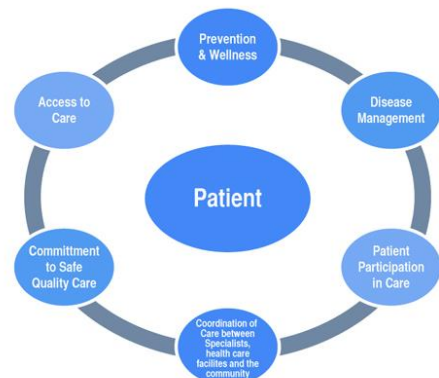 Prevention
& Wellness
Disease
Management
Patient
Participation
in Care
Coordination of
Care between
Specialists,
health care
facilites and the
community
Committment
to Safe
Quality Care
Access to
Care
Patient